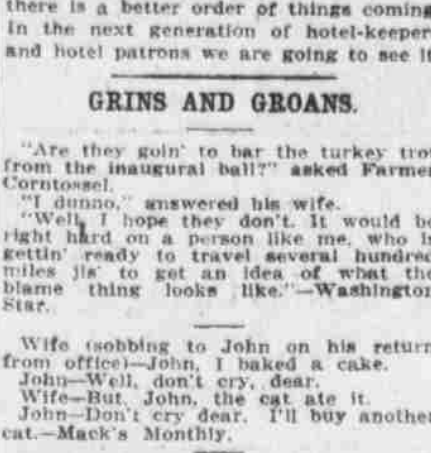 there is a better order of things coming
in the next generation of hotel-keeper
and hotel patrons we are going to see it
GRINS AND GROANS.
"Are they goin' to bar the turkey trot
from the inaugural ball?" asked Farmer
Corntossel.
"I dunno," answered his wife.
"Well, I hope they don't. It would be
right hard on a person like me, who is
gettin' ready to travel several hundred
miles jis' to get an idea of what the
blame thing looks like."—Washington
Star.
Wife (sobbing to John on his return
from office)—John, I baked a cake.
John—Well, don't cry, dear.
Wife—But, John, the cat ate it.
John—Don't cry dear. I'll buy another
cat.—Mack's Monthly.